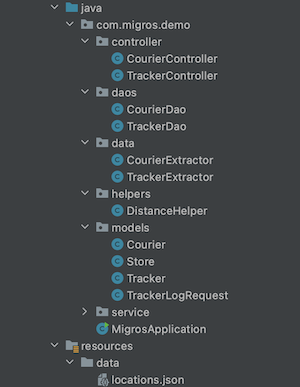 java
com.migros.demo
controller
CourierController
TrackerController
daos
CourierDao
TrackerDao
data
CourierExtractor
TrackerExtractor
helpers
DistanceHelper
models
Courier
Store
Tracker
TrackerLogRequest
service
MigrosApplication
resources
data
locations.json